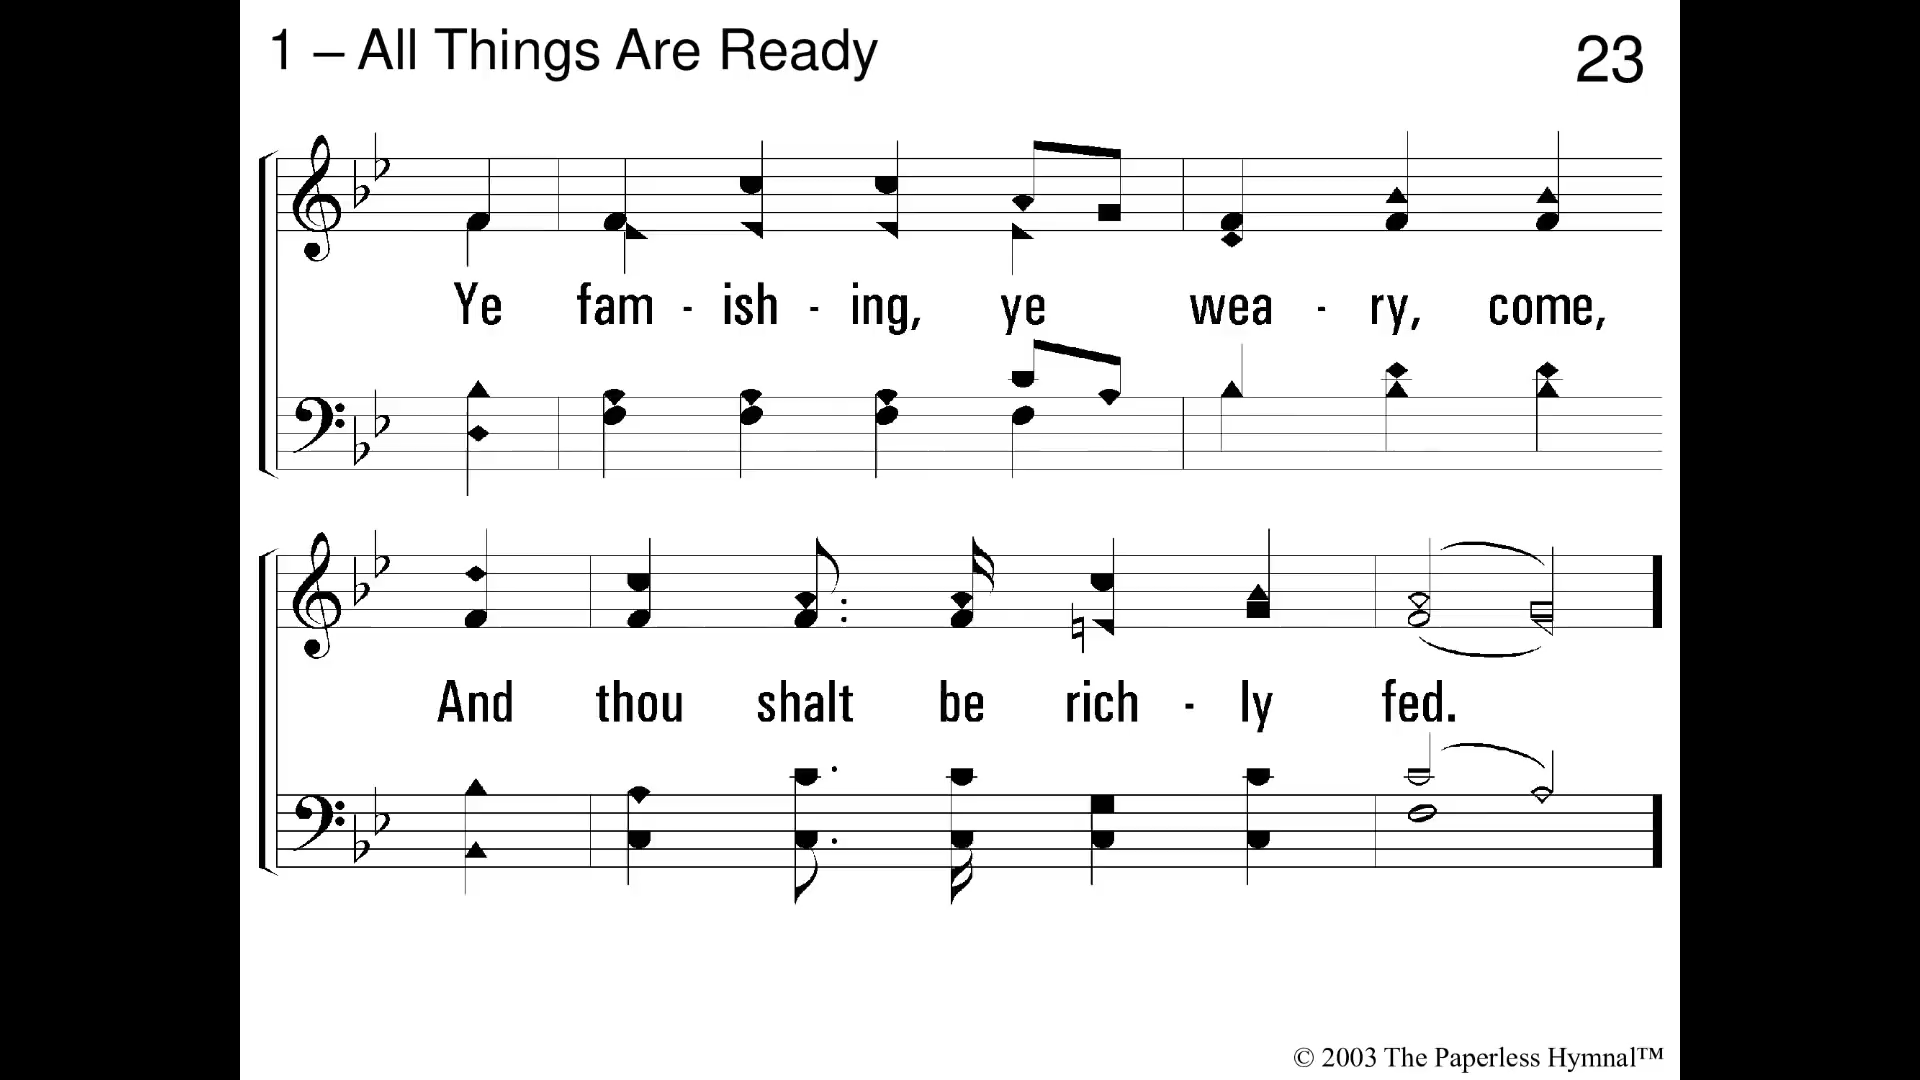 1 – All Things Are Ready
23
Ye fam - ish - ing, ye wea - ry, come,
And thou shalt be rich - ly fed.
© 2003 The Paperless Hymnal™